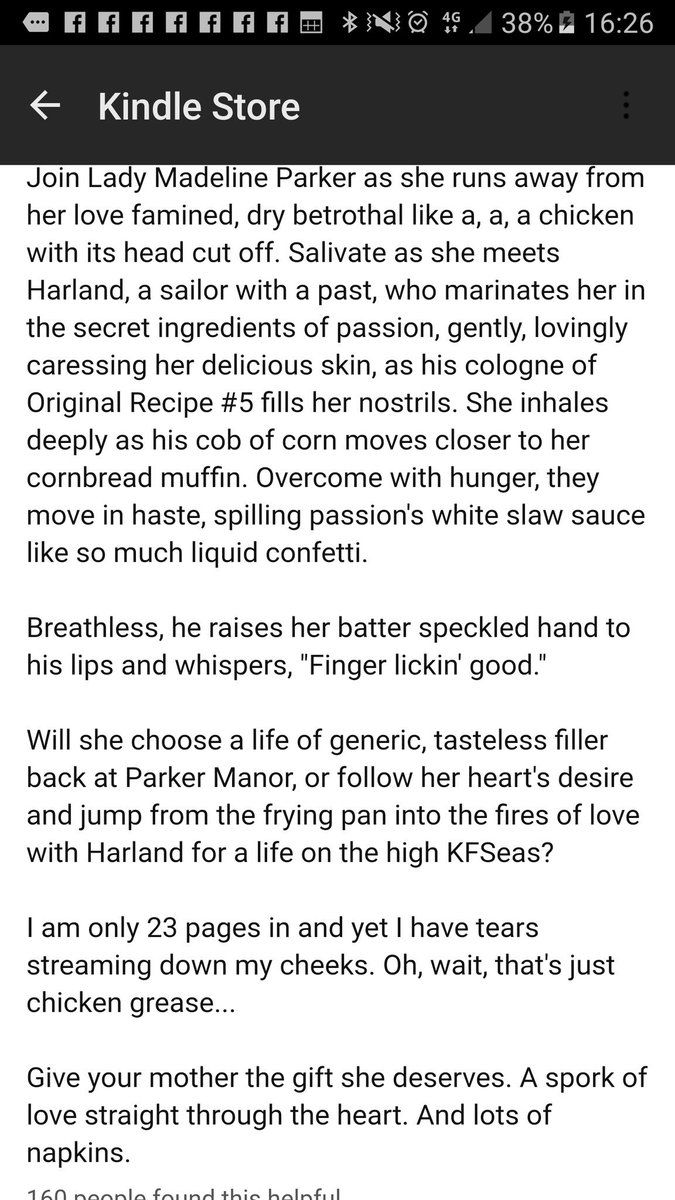 4G 38% 16:26
Kindle Store
Join Lady Madeline Parker as she runs away from
her love famined, dry betrothal like a, a, a chicken
with its head cut off. Salivate as she meets
Harland, a sailor with a past, who marinates her in
the secret ingredients of passion, gently, lovingly
caressing her delicious skin, as his cologne of
Original Recipe #5 fills her nostrils. She inhales
deeply as his cob of corn moves closer to her
cornbread muffin. Overcome with hunger, they
move in haste, spilling passion's white slaw sauce
like so much liquid confetti.
Breathless, he raises her batter speckled hand to
his lips and whispers, "Finger lickin' good."
Will she choose a life of generic, tasteless filler
back at Parker Manor, or follow her heart's desire
and jump from the frying pan into the fires of love
with Harland for a life on the high KFSeas?
I am only 23 pages in and yet I have tears
streaming down my cheeks. Oh, wait, that's just
chicken grease...
Give your mother the gift she deserves. A spork of
love straight through the heart. And lots of
napkins.
160 people found this helpful